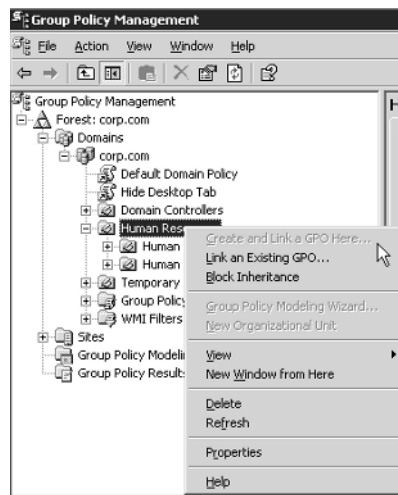 Group Policy Management
File Action View Window Help
Group Policy Management
Forest: corp.com
Domains
corp.com
Default Domain Policy
Hide Desktop Tab
Domain Controllers
Human
Human
Human
Temporary
Group Policy
WMI Filters
Sites
Group Policy
Group Policy
H
Create and Link a GPO Here...
Link an Existing GPO...
Block Inheritance
Group Policy Modeling Wizard...
New Organizational Unit
View
New Window from Here
Delete
Refresh
Properties
Help